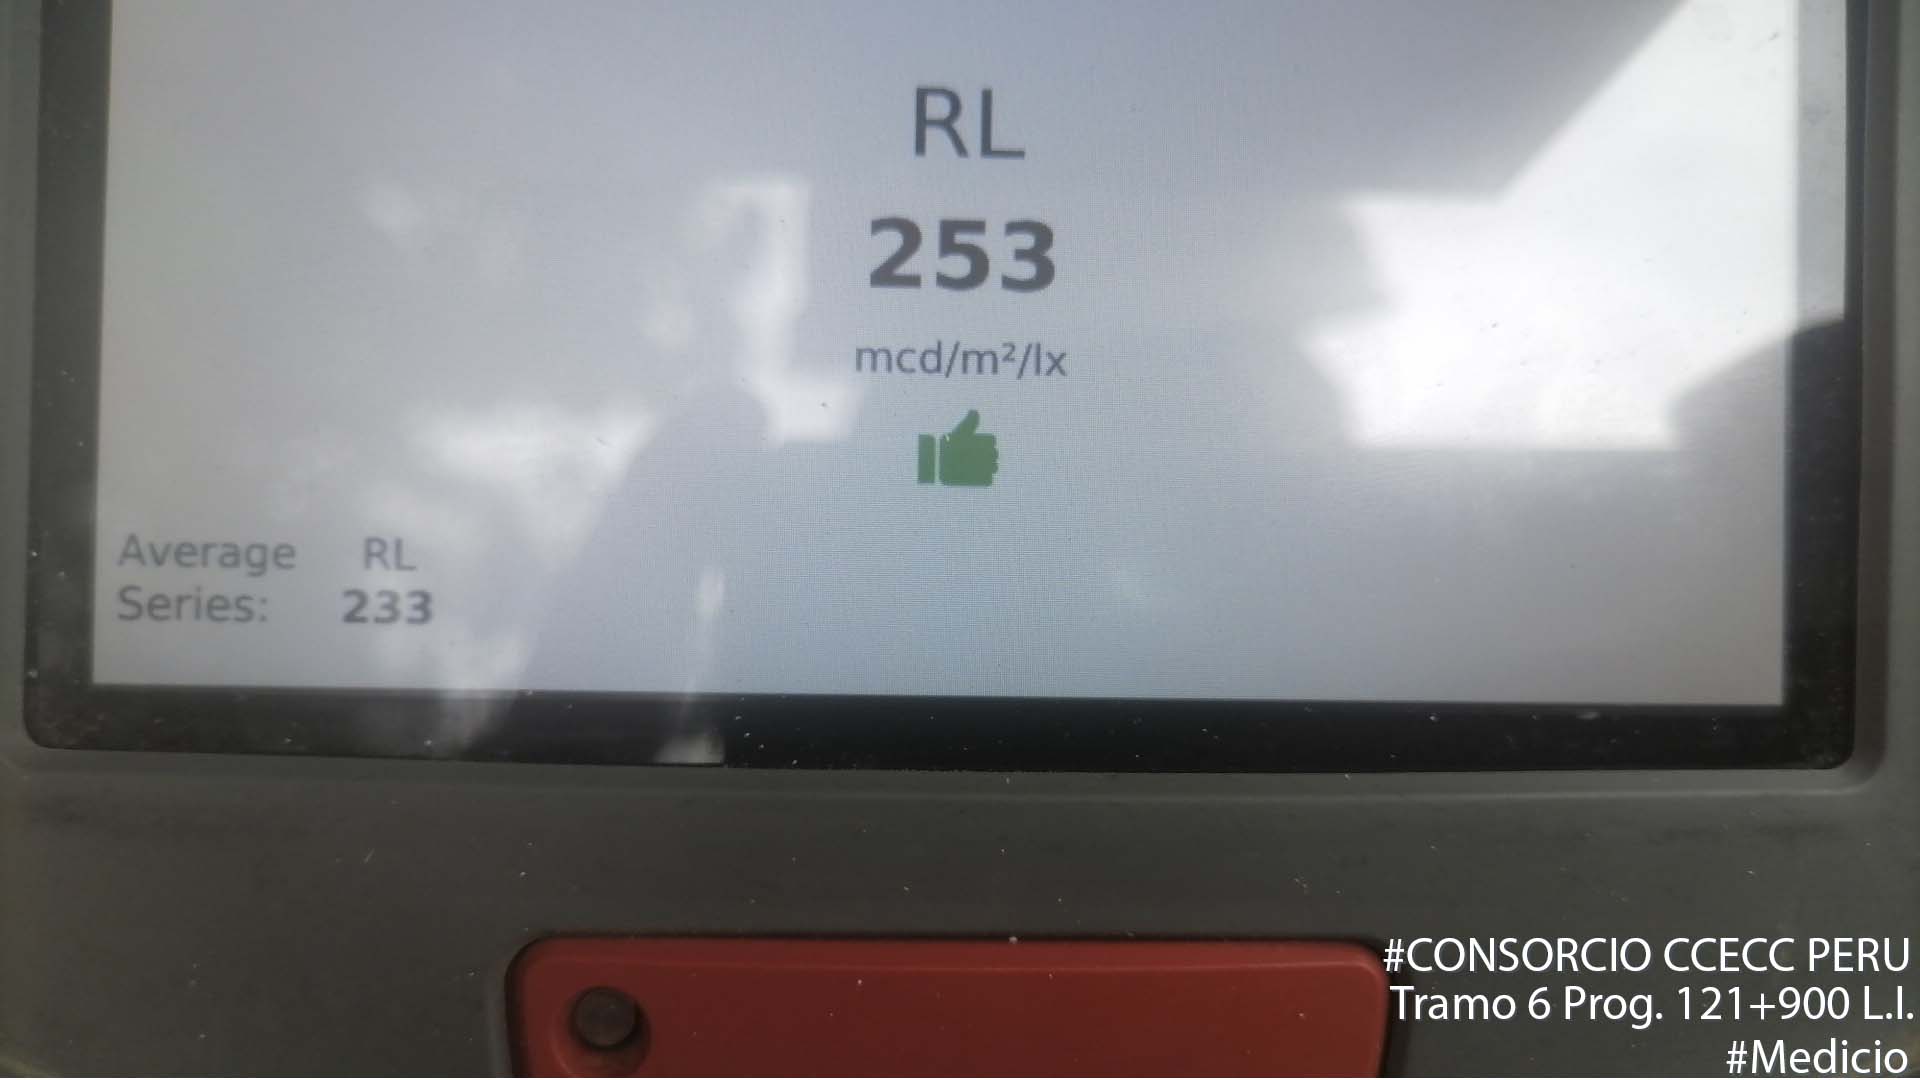 RL
253
mcd/m²/lx
Average RL
Series: 233
#CONSORCIO CCECC PERU
Tramo 6 Prog. 121+900 L.I.
#Medicio